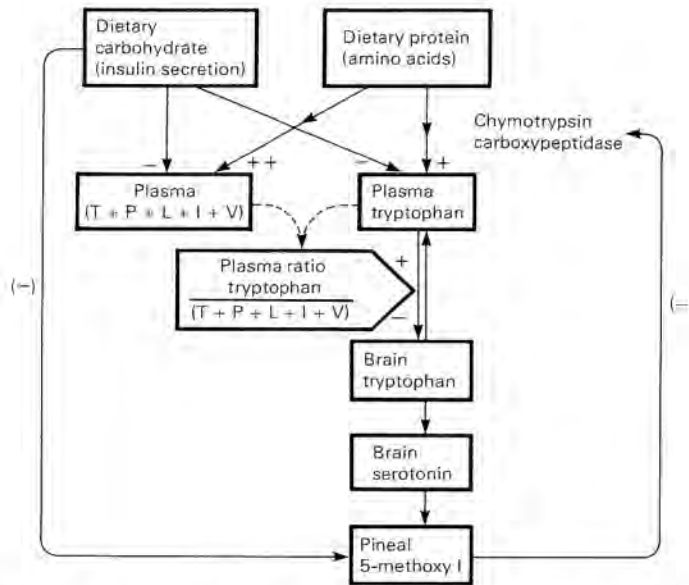 Dietary
carbohydrate
(insulin secretion)
Dietary protein
(amino acids)
Chymotrypsin
carboxypeptidase
−
++
−
+
Plasma
(T + P + L + I + V)
Plasma
tryptophan
Plasma ratio
tryptophan
(T + P + L + I + V)
+
−
(−)
(−
Brain
tryptophan
Brain
serotonin
Pineal
5-methoxy I